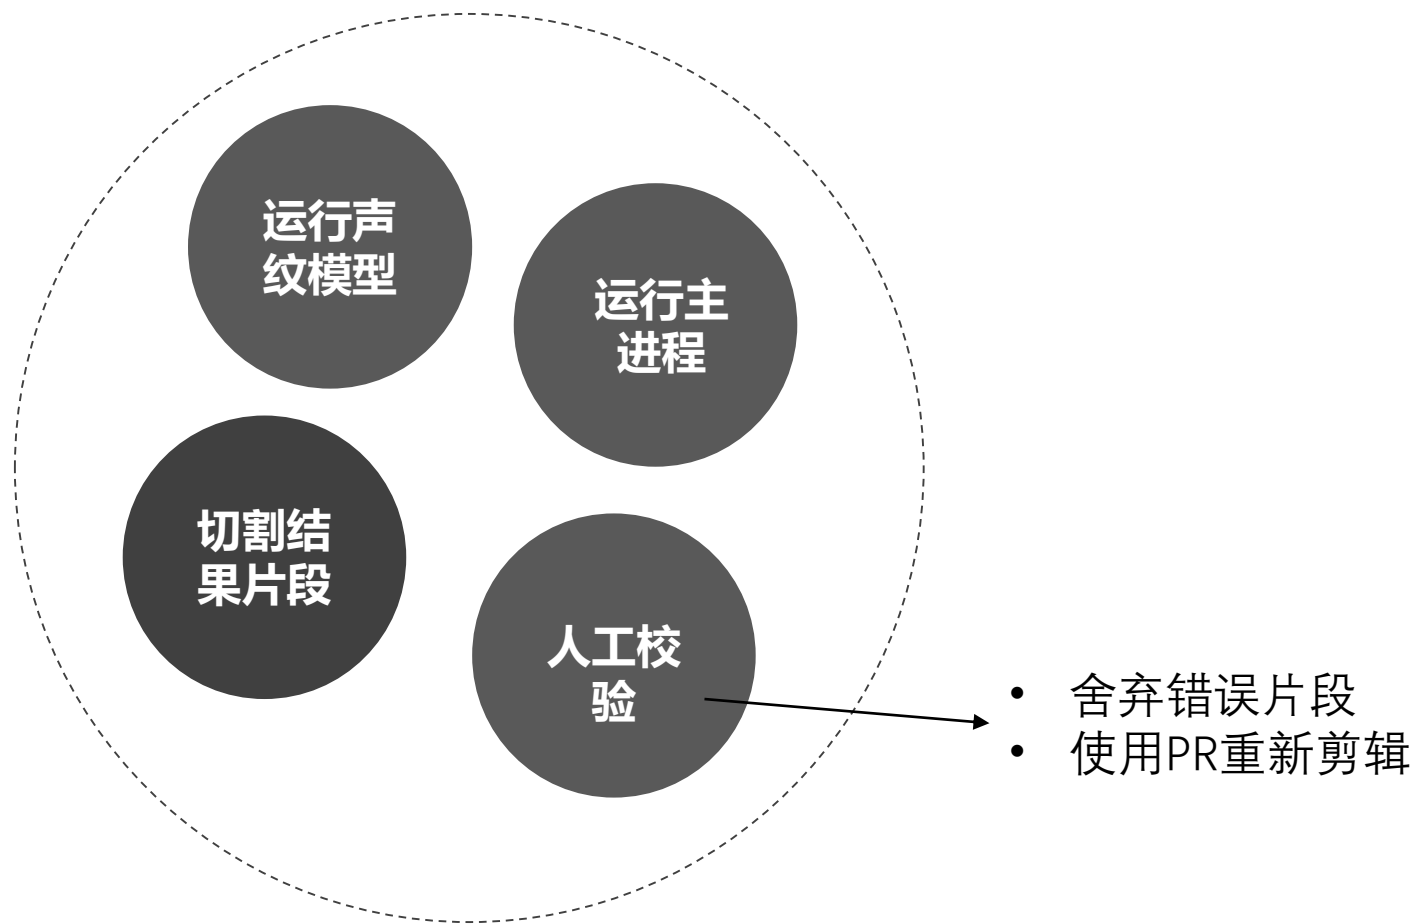 运行声
纹模型
运行主
进程
切割结
果片段
人工校
验
• 舍弃错误片段
• 使用PR重新剪辑